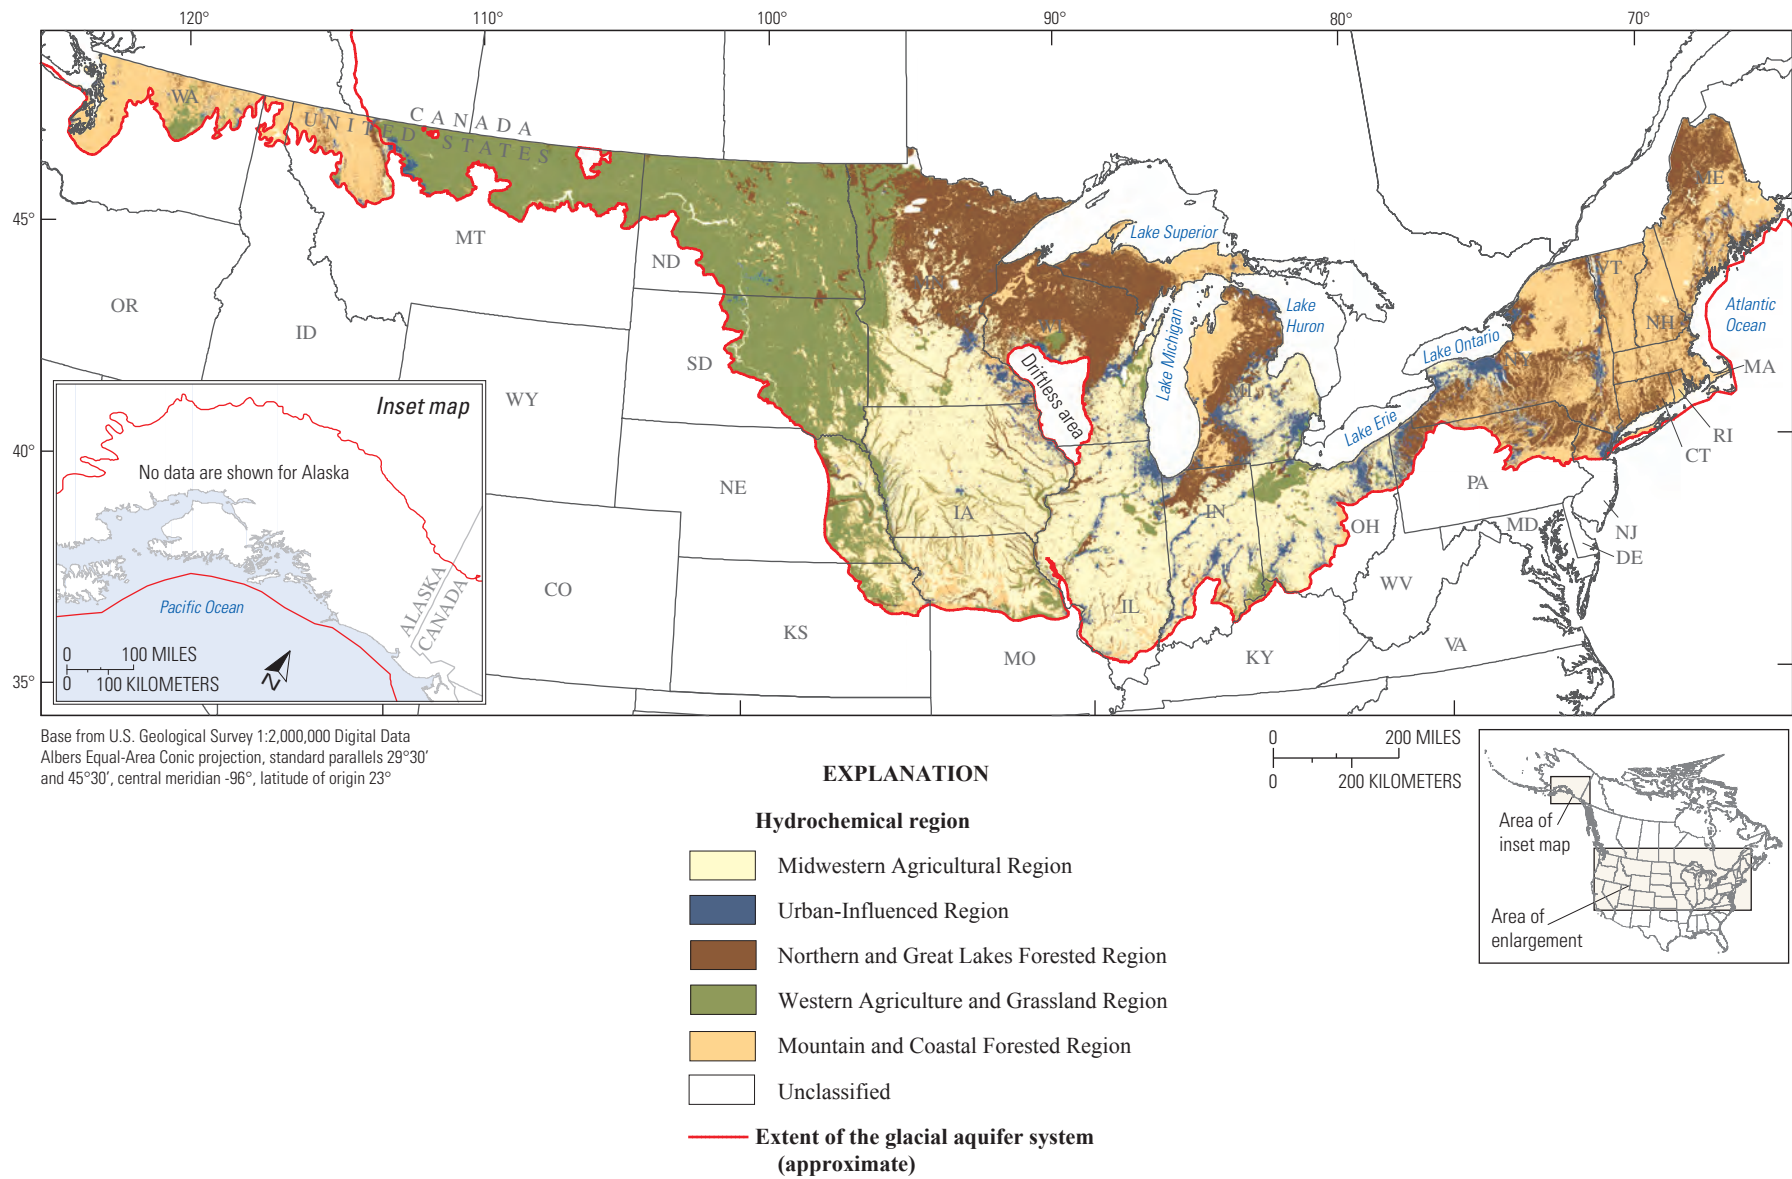 120° 110° 100° 90° 80° 70°
CANADA
UNITED STATES
WA
ME
45°
MT
Lake Superior
ND
MN
VT
OR
ID
Lake Michigan
Lake
Huron
Atlantic
Ocean
WI
NH
Lake Ontario
SD
NY
MA
Driftless area
WY
MI
Inset map
Lake Erie
RI
40°
CT
No data are shown for Alaska
NE
PA
IA
IN
OH
MD
NJ
DE
ALASKA
CANADA
CO
WV
Pacific Ocean
IL
KS
VA
0 100 MILES
MO
KY
0 100 KILOMETERS
N
35°
Base from U.S. Geological Survey 1:2,000,000 Digital Data
Albers Equal-Area Conic projection, standard parallels 29°30′
and 45°30′, central meridian -96°, latitude of origin 23°
0 200 MILES
0 200 KILOMETERS
EXPLANATION
Hydrochemical region
Midwestern Agricultural Region
Urban-Influenced Region
Northern and Great Lakes Forested Region
Western Agriculture and Grassland Region
Mountain and Coastal Forested Region
Unclassified
Extent of the glacial aquifer system
(approximate)
Area of
inset map
Area of
enlargement